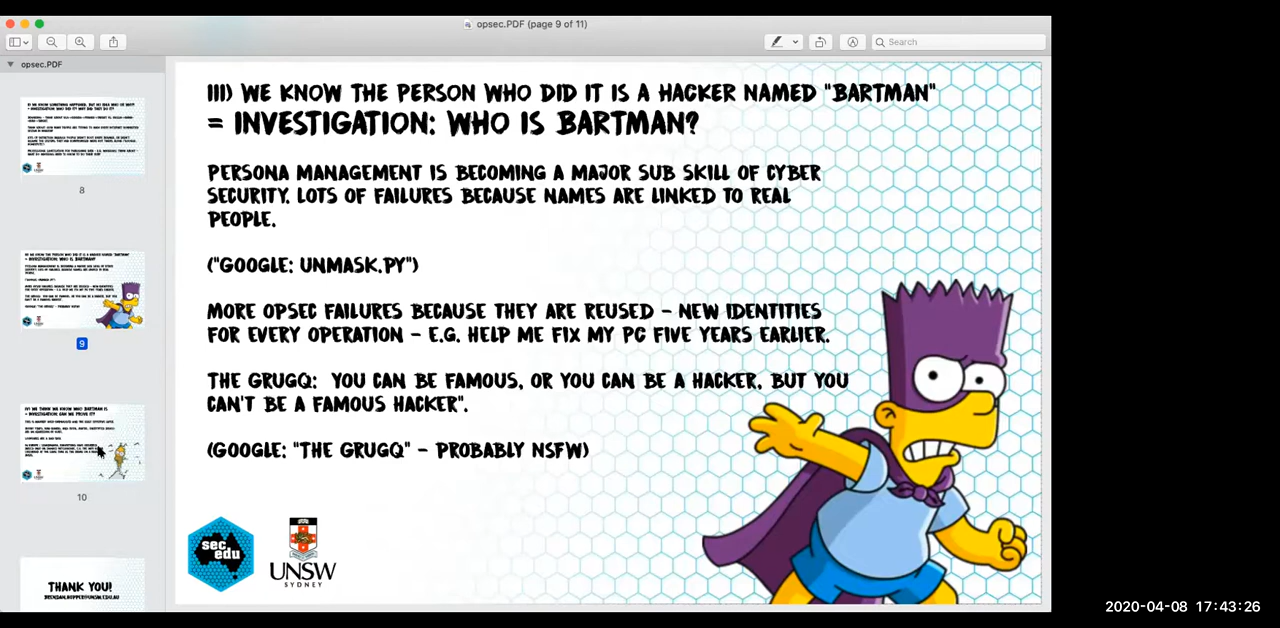 opsec.PDF (page 9 of 11)
Search
opsec.PDF
8
9
10
THANK YOU!
III) WE KNOW THE PERSON WHO DID IT IS A HACKER NAMED "BARTMAN"
= INVESTIGATION: WHO IS BARTMAN?
PERSONA MANAGEMENT IS BECOMING A MAJOR SUB SKILL OF CYBER
SECURITY. LOTS OF FAILURES BECAUSE NAMES ARE LINKED TO REAL
PEOPLE.
("GOOGLE: UNMASK.PY")
MORE OPSEC FAILURES BECAUSE THEY ARE REUSED - NEW IDENTITIES
FOR EVERY OPERATION - E.G. HELP ME FIX MY PC FIVE YEARS EARLIER.
THE GRUGQ: YOU CAN BE FAMOUS, OR YOU CAN BE A HACKER, BUT YOU
CAN'T BE A FAMOUS HACKER".
(GOOGLE: "THE GRUGQ" - PROBABLY NSFW)
sec
edu
UNSW
SYDNEY
2020-04-08 17:43:26